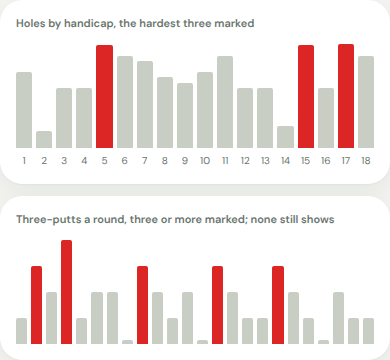 Holes by handicap, the hardest three marked
1 2 3 4 5 6 7 8 9 10 11 12 13 14 15 16 17 18
Three-putts a round, three or more marked; none still shows